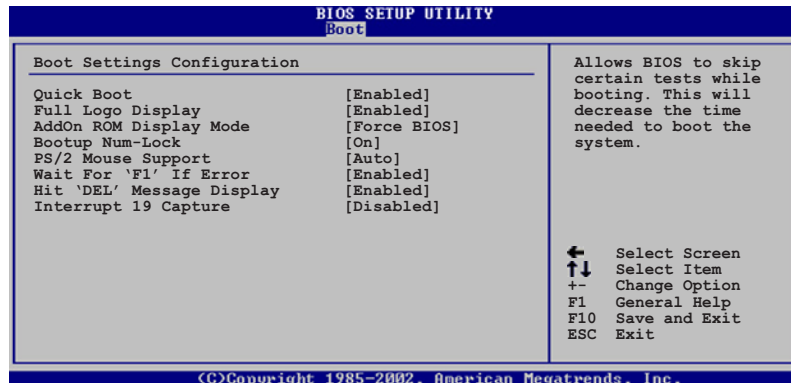 BIOS SETUP UTILITY
Boot
Boot Settings Configuration
Quick Boot [Enabled]
Full Logo Display [Enabled]
AddOn ROM Display Mode [Force BIOS]
Bootup Num-Lock [On]
PS/2 Mouse Support [Auto]
Wait For ‘F1’ If Error [Enabled]
Hit ‘DEL’ Message Display [Enabled]
Interrupt 19 Capture [Disabled]
Allows BIOS to skip
certain tests while
booting. This will
decrease the time
needed to boot the
system.
← Select Screen
↑↓ Select Item
+- Change Option
F1 General Help
F10 Save and Exit
ESC Exit
(C)Copyright 1985-2002, American Megatrends, Inc.